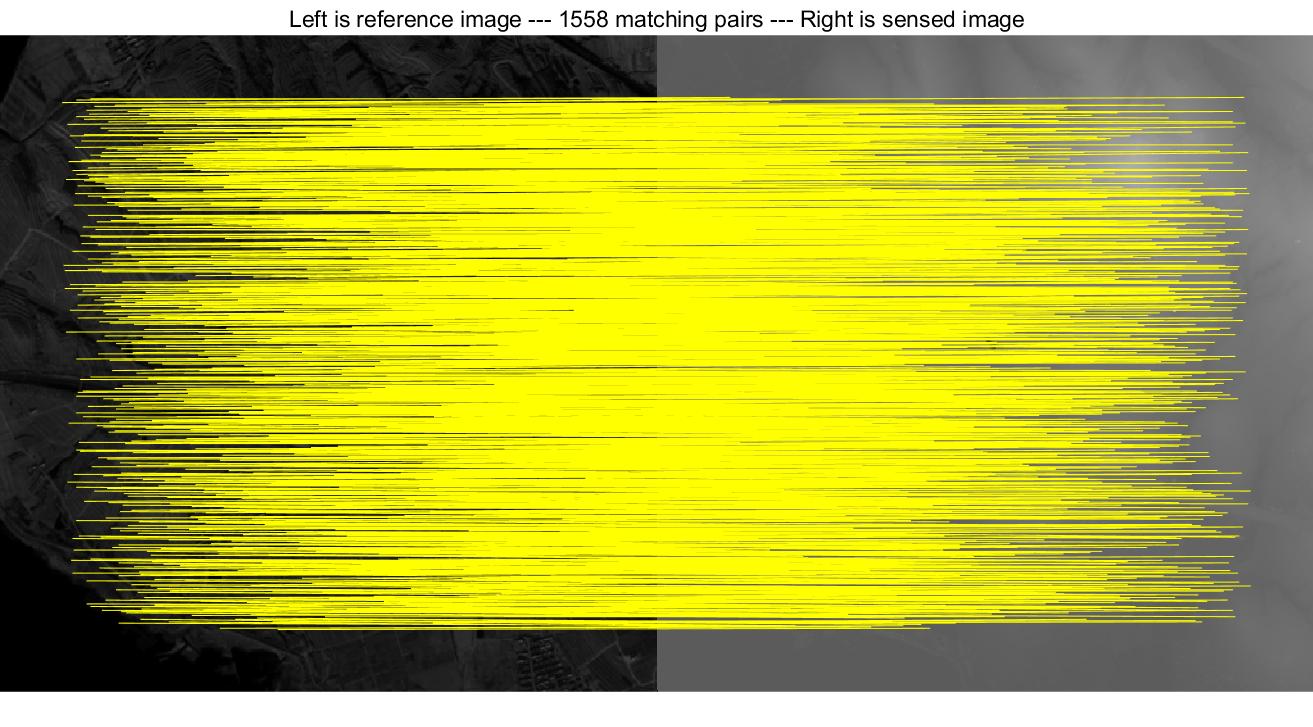 Left is reference image --- 1558 matching pairs --- Right is sensed image